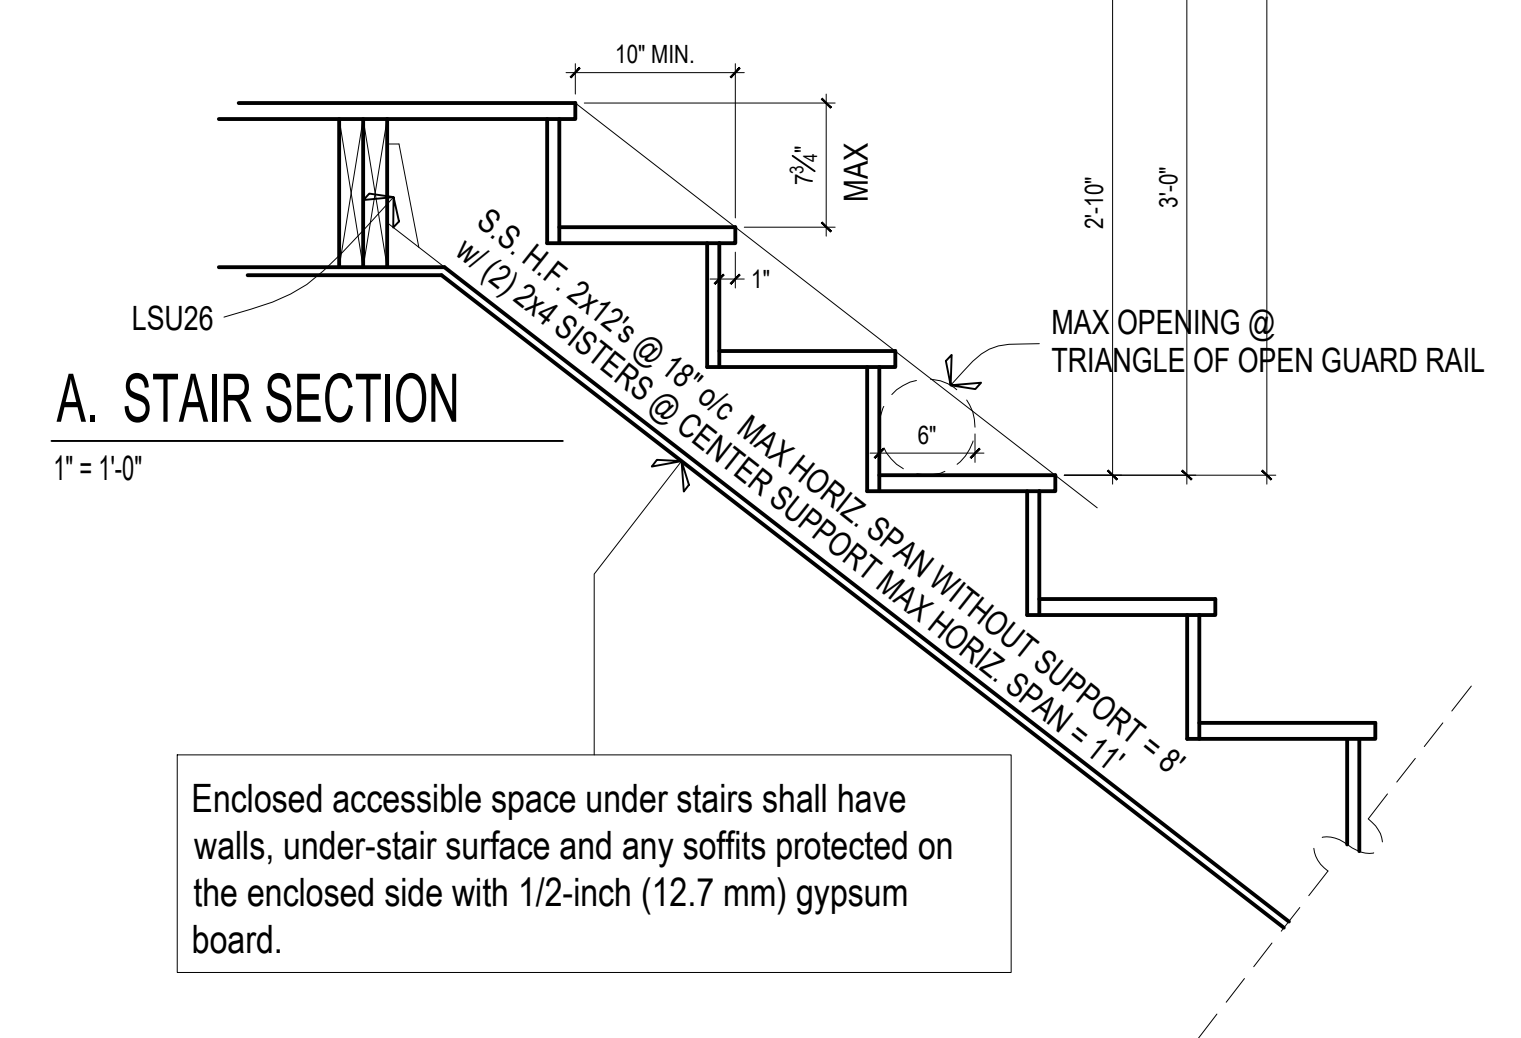 10" MIN.
7¾"
MAX
2'-10"
3'-0"
1"
S.S. H.F. 2x12's @ 18" o/c MAX HORIZ. SPAN WITHOUT SUPPORT = 8'
w/ (2) 2x4 SISTERS @ CENTER SUPPORT MAX HORIZ. SPAN = 11'
LSU26
MAX OPENING @
TRIANGLE OF OPEN GUARD RAIL
A. STAIR SECTION
1" = 1'-0"
6"
Enclosed accessible space under stairs shall have
walls, under-stair surface and any soffits protected on
the enclosed side with 1/2-inch (12.7 mm) gypsum
board.